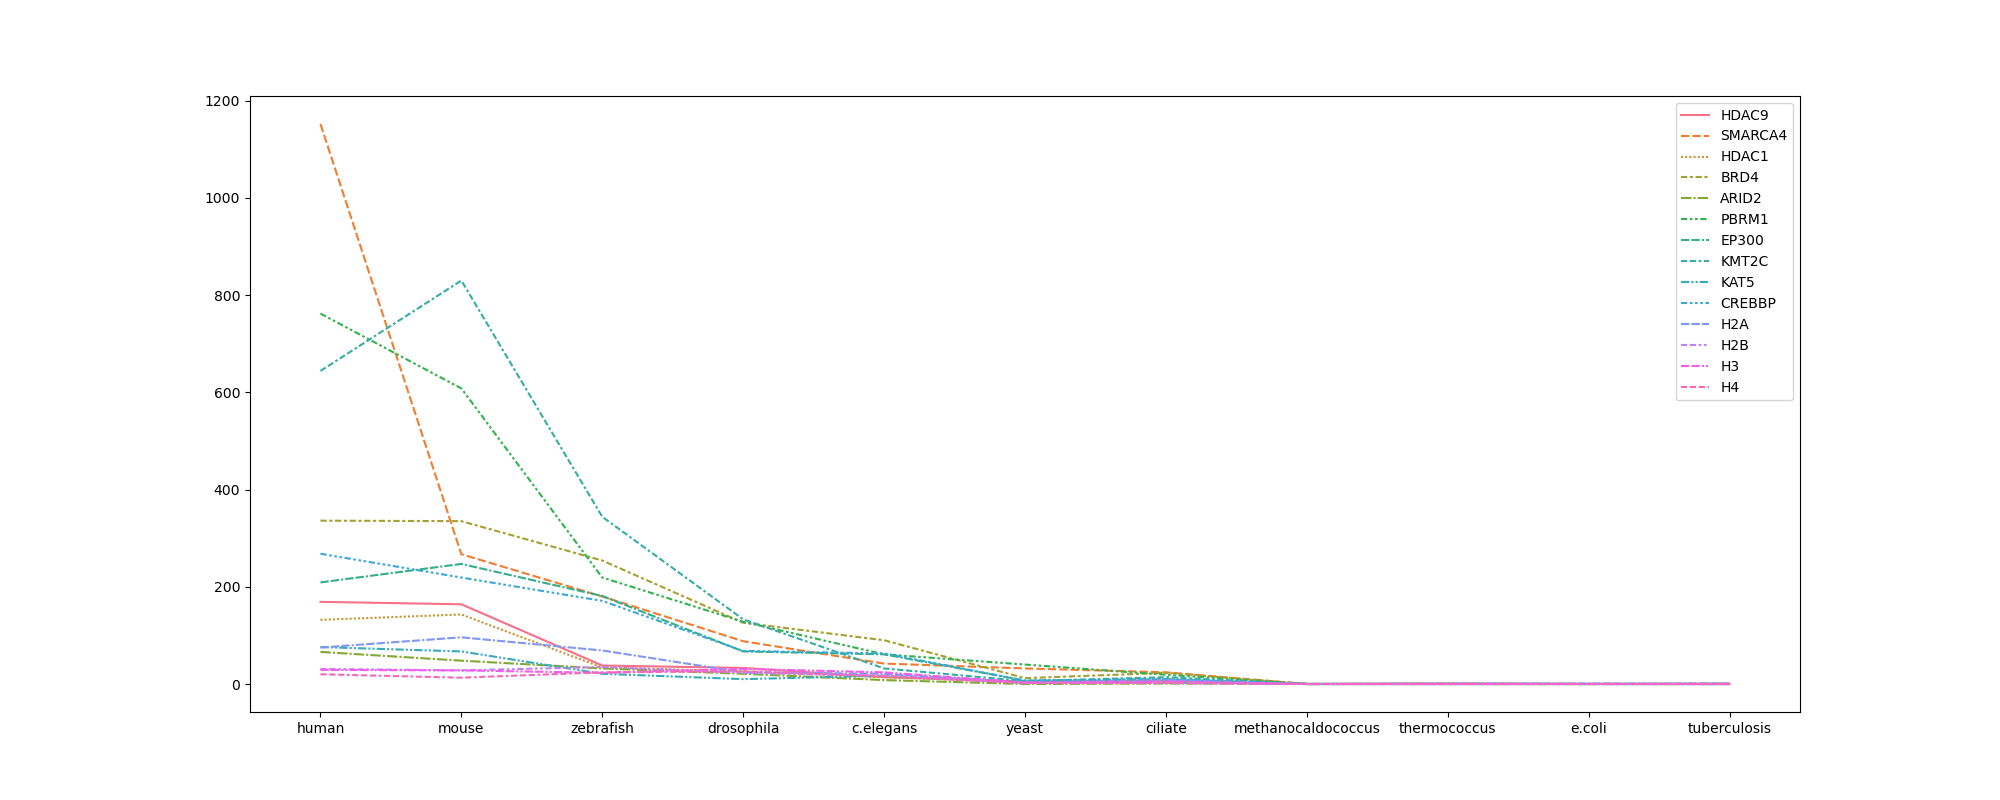 1200
1000
800
600
400
200
0
human mouse zebrafish drosophila c.elegans yeast ciliate methanocaldococcus thermococcus e.coli tuberculosis
HDAC9
SMARCA4
HDAC1
BRD4
ARID2
PBRM1
EP300
KMT2C
KAT5
CREBBP
H2A
H2B
H3
H4